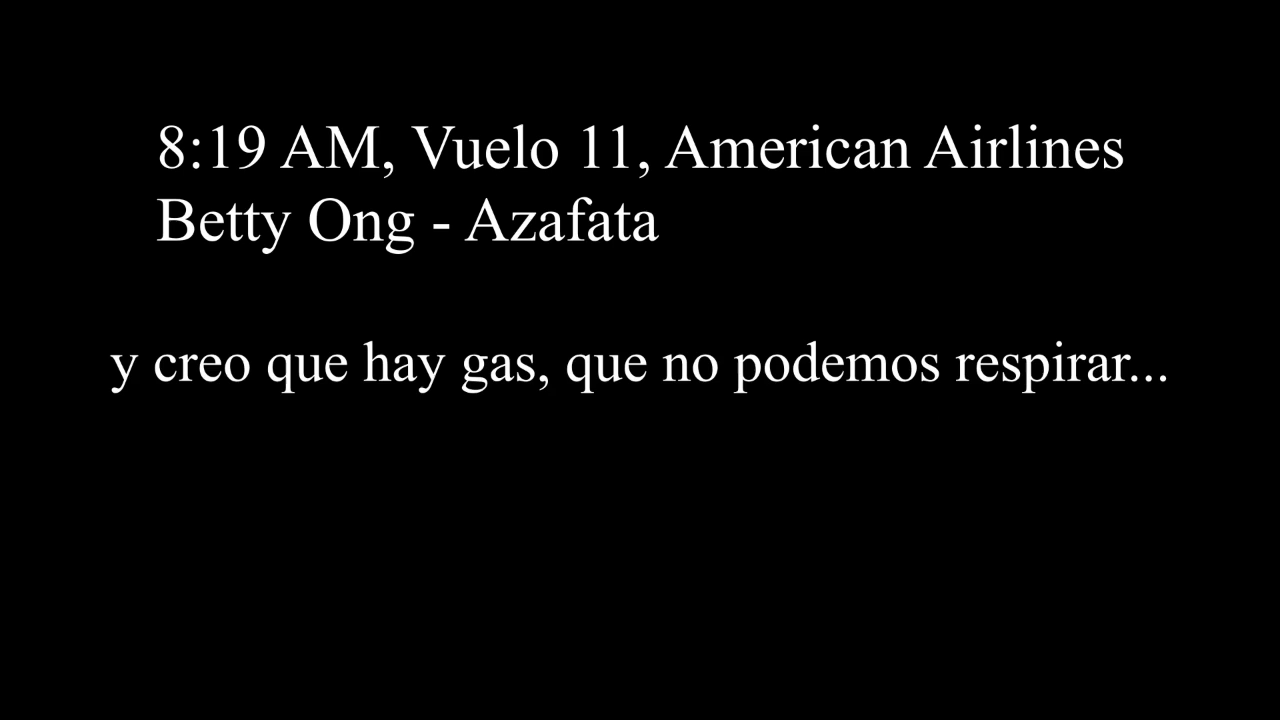 8:19 AM, Vuelo 11, American Airlines
Betty Ong - Azafata
y creo que hay gas, que no podemos respirar...